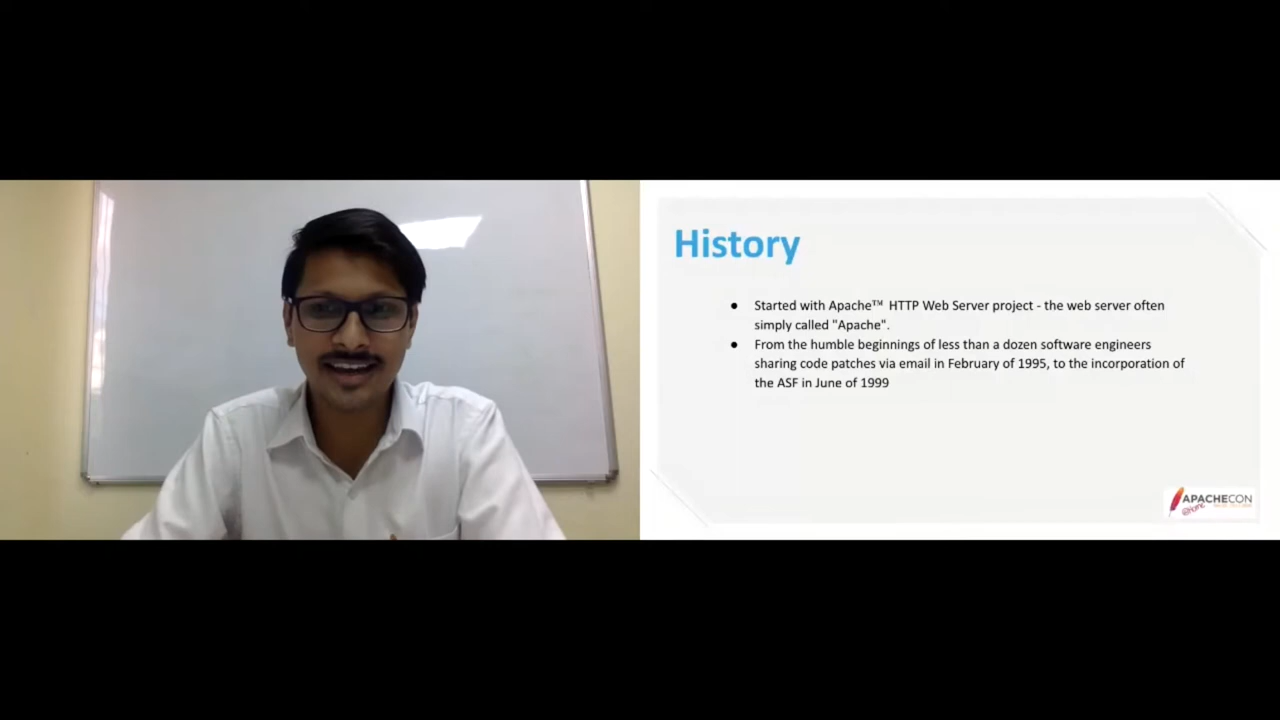 History
● Started with Apache™ HTTP Web Server project - the web server often
simply called "Apache".
● From the humble beginnings of less than a dozen software engineers
sharing code patches via email in February of 1995, to the incorporation of
the ASF in June of 1999
APACHECON
@home